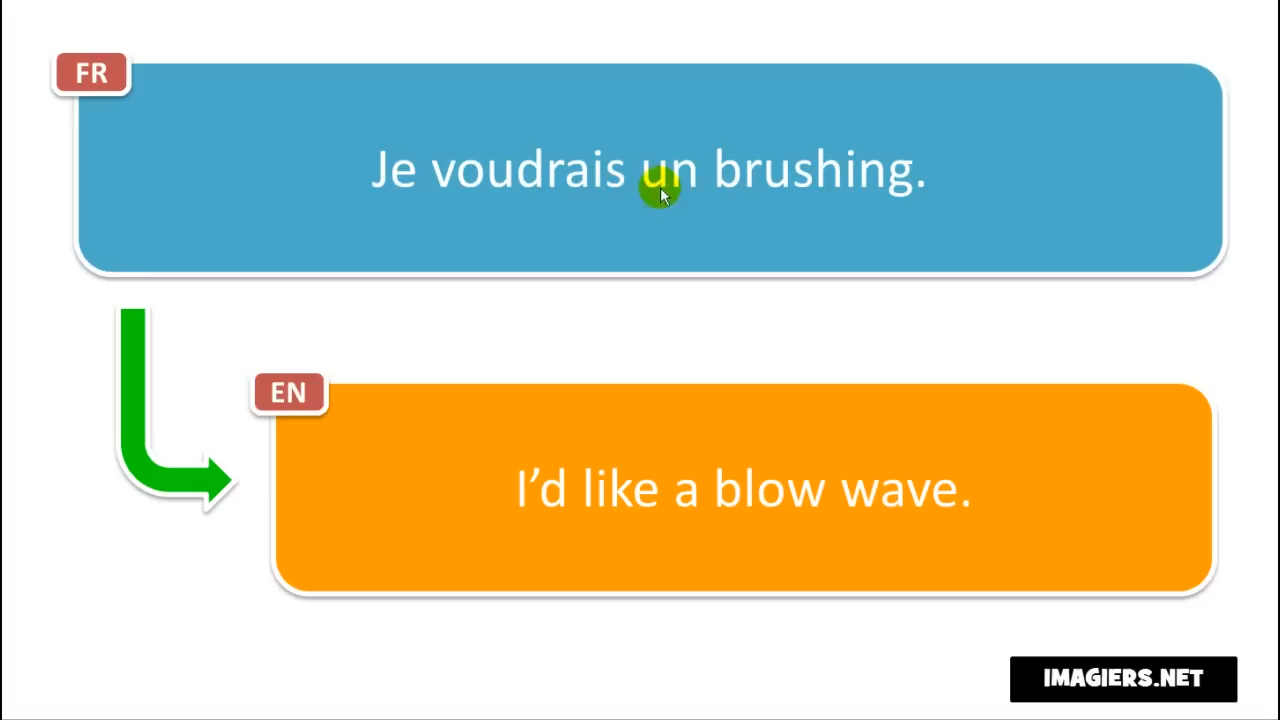 FR
Je voudrais un brushing.
EN
I’d like a blow wave.
IMAGIERS.NET